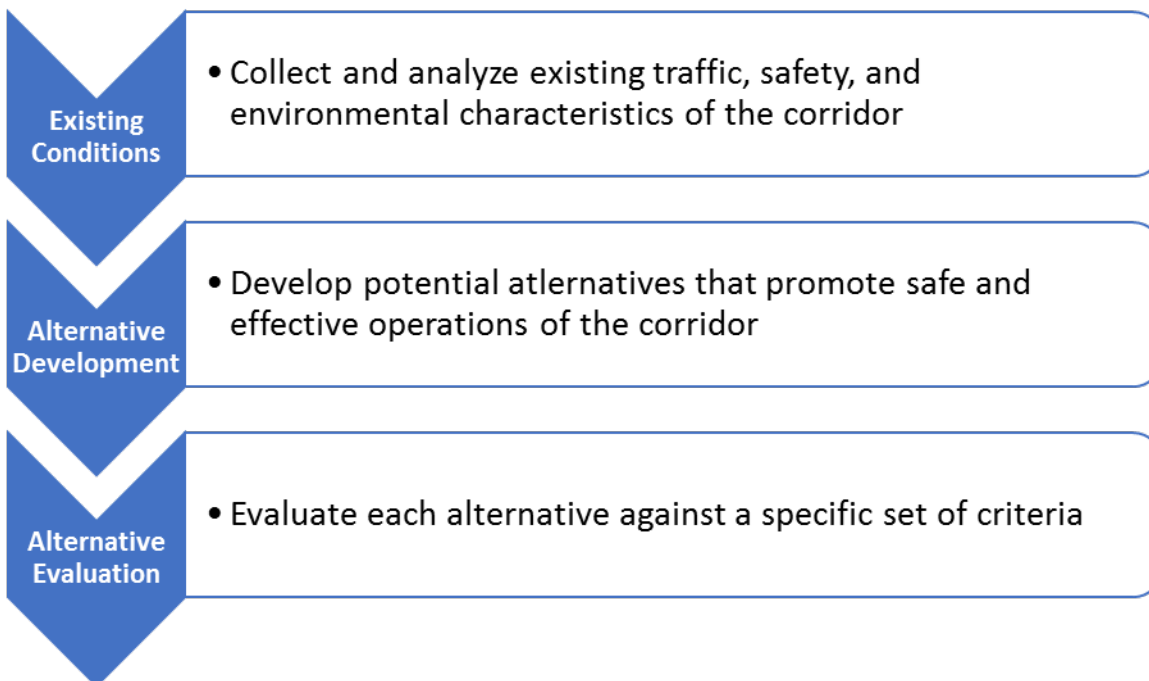 Existing
Conditions
• Collect and analyze existing traffic, safety, and
environmental characteristics of the corridor
Alternative
Development
• Develop potential atlernatives that promote safe and
effective operations of the corridor
Alternative
Evaluation
• Evaluate each alternative against a specific set of criteria